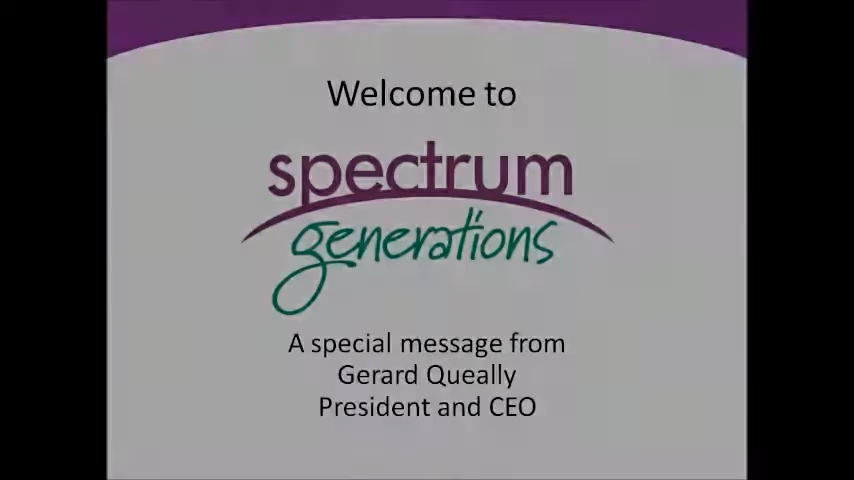 Welcome to
spectrum
generations
A special message from
Gerard Queally
President and CEO